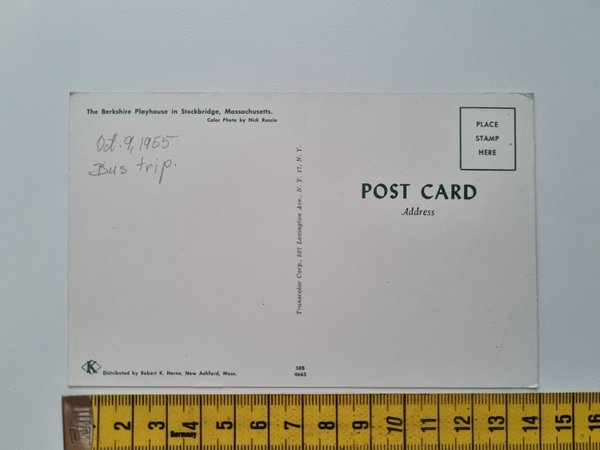 The Berkshire Playhouse in Stockbridge, Massachusetts.
Color Photo by Nick Ruscio
Oct. 9, 1955
Bus trip.
PLACE
STAMP
HERE
POST CARD
Address
Transcolor Corp., 527 Lexington Ave., N. Y. 17, N. Y.
K
Distributed by Robert K. Herne, New Ashford, Mass.
S88
4665
2 3 4 5 6 7 8 9 10 11 12 13 14 15 16
Germany